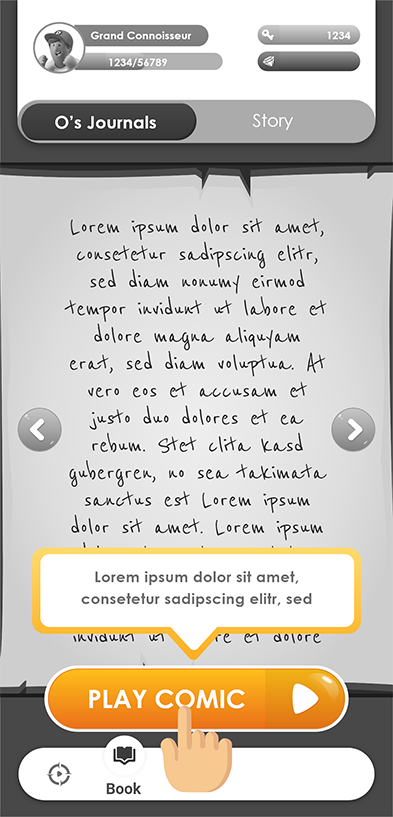 Grand Connoisseur
1234
1234/56789
O's Journals
Story
Lorem ipsum dolor sit amet,
consetetur sadipscing elitr,
sed diam nonumy eirmod
tempor invidunt ut labore et
dolore magna aliquyam
erat, sed diam voluptua. At
vero eos et accusam et
justo duo dolores et ea
rebum. Stet clita kasd
gubergren, no sea takimata
sanctus est Lorem ipsum
dolor sit amet. Lorem ipsum
Lorem ipsum dolor sit amet,
consetetur sadipscing elitr, sed
invidunt ut re et dolore
PLAY COMIC
Book